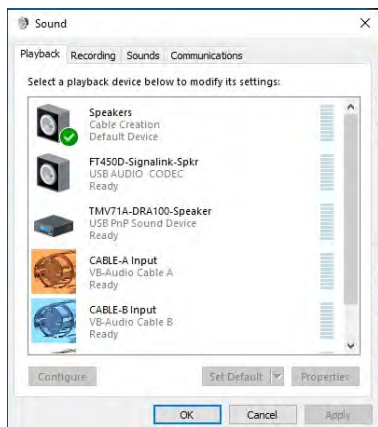 Sound
Playback Recording Sounds Communications
Select a playback device below to modify its settings:
Speakers
Cable Creation
Default Device
FT450D-Signalink-Spkr
USB AUDIO CODEC
Ready
TMV71A-DRA100-Speaker
USB PnP Sound Device
Ready
CABLE-A Input
VB-Audio Cable A
Ready
CABLE-B Input
VB-Audio Cable B
Ready
Configure Set Default Properties
OK Cancel Apply